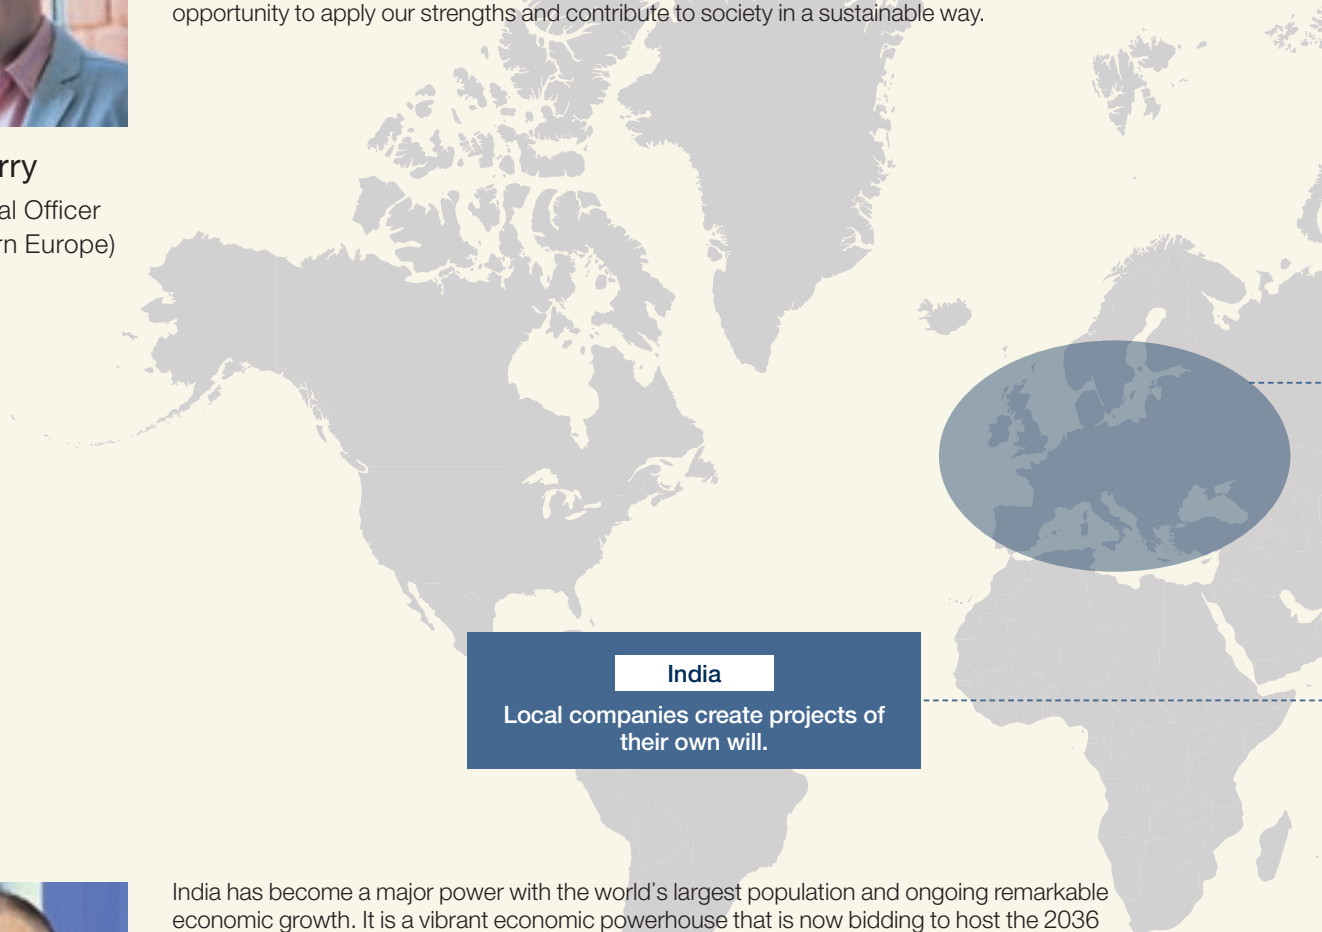 opportunity to apply our strengths and contribute to society in a sustainable way.
rry
al Officer
rn Europe)
India
Local companies create projects of
their own will.
India has become a major power with the world's largest population and ongoing remarkable
economic growth. It is a vibrant economic powerhouse that is now bidding to host the 2036